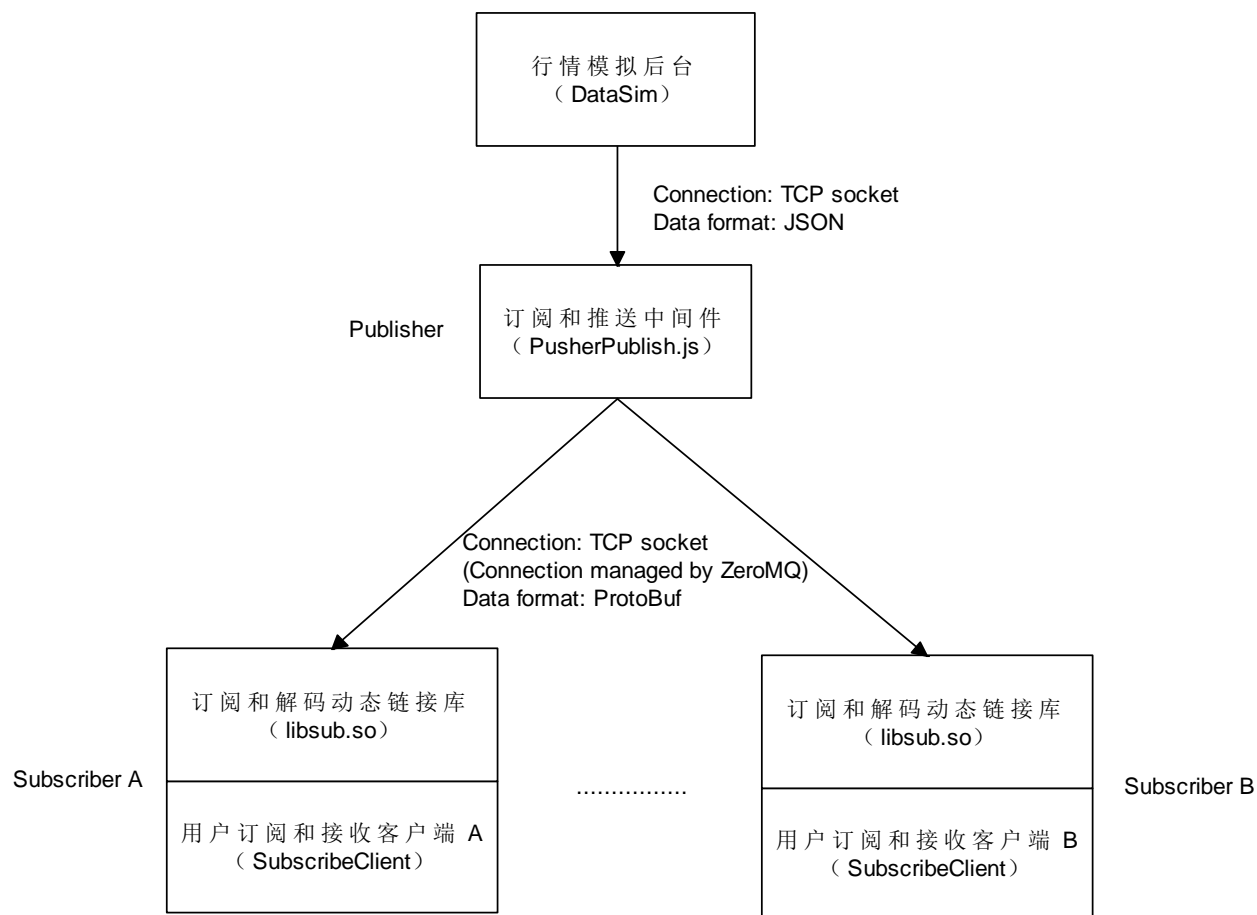 行情模拟后台
（DataSim）
Connection: TCP socket
Data format: JSON
Publisher
订阅和推送中间件
（PusherPublish.js）
Connection: TCP socket
(Connection managed by ZeroMQ)
Data format: ProtoBuf
Subscriber A
订阅和解码动态链接库
（libsub.so）
用户订阅和接收客户端 A
（SubscribeClient）
................
订阅和解码动态链接库
（libsub.so）
用户订阅和接收客户端 B
（SubscribeClient）
Subscriber B